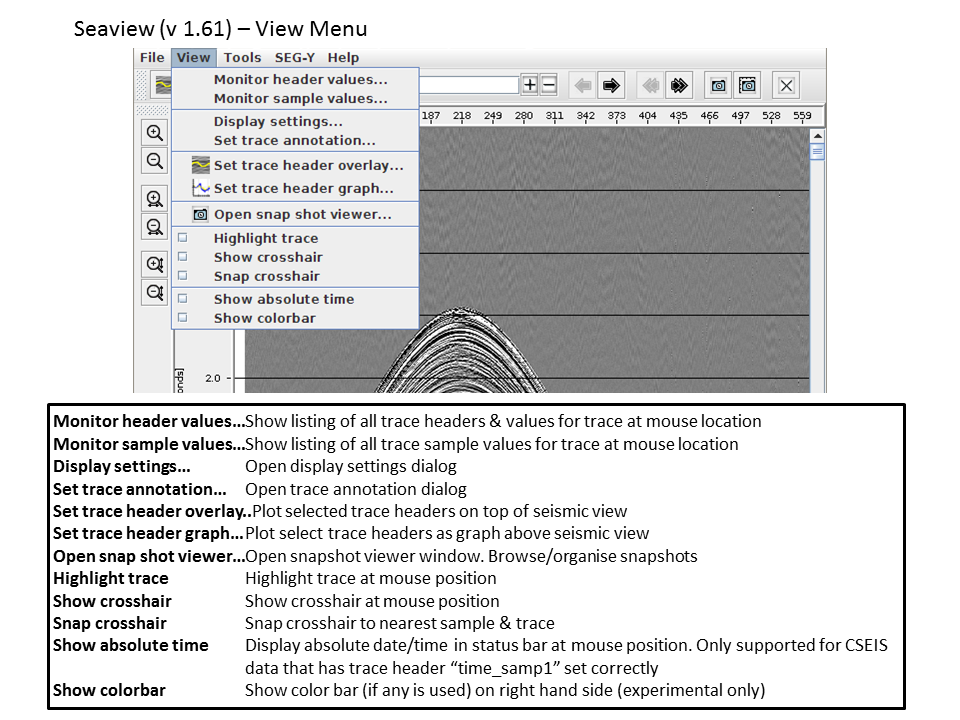 Seaview (v 1.61) – View Menu
File View Tools SEG-Y Help
Monitor header values...
Monitor sample values...
187 218 249 280 311 342 373 404 435 466 497 528 559
Display settings...
Set trace annotation...
Set trace header overlay...
Set trace header graph...
Open snap shot viewer...
Highlight trace
Show crosshair
Snap crosshair
Show absolute time
Show colorbar
2.0
onds]
Monitor header values...Show listing of all trace headers & values for trace at mouse location
Monitor sample values...Show listing of all trace sample values for trace at mouse location
Display settings... Open display settings dialog
Set trace annotation... Open trace annotation dialog
Set trace header overlay..Plot selected trace headers on top of seismic view
Set trace header graph...Plot select trace headers as graph above seismic view
Open snap shot viewer...Open snapshot viewer window. Browse/organise snapshots
Highlight trace Highlight trace at mouse position
Show crosshair Show crosshair at mouse position
Snap crosshair Snap crosshair to nearest sample & trace
Show absolute time Display absolute date/time in status bar at mouse position. Only supported for CSEIS
data that has trace header “time_samp1” set correctly
Show colorbar Show color bar (if any is used) on right hand side (experimental only)